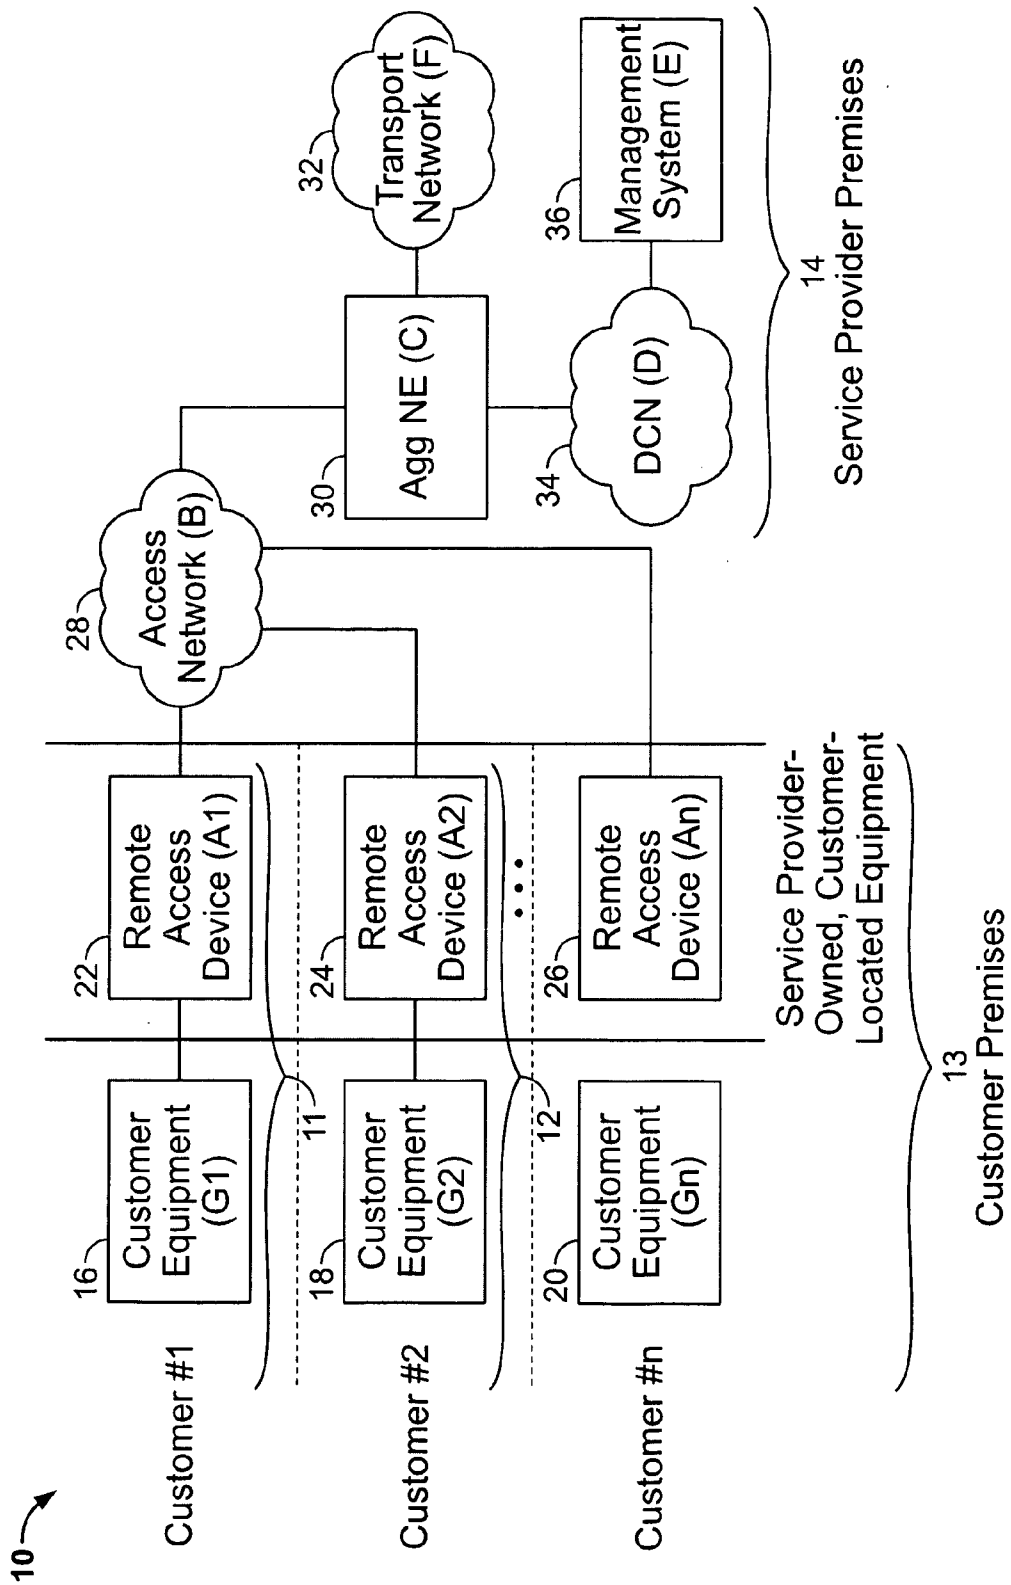 10
Customer #1
16
Customer
Equipment
(G1)
22
Remote
Access
Device (A1)
28
Access
Network (B)
11
Customer #2
18
Customer
Equipment
(G2)
24
Remote
Access
Device (A2)
12
Customer #n
20
Customer
Equipment
(Gn)
26
Remote
Access
Device (An)
30
Agg NE (C)
32
Transport
Network (F)
34
DCN (D)
36
Management
System (E)
Service Provider-
Owned, Customer-
Located Equipment
13
Customer Premises
14
Service Provider Premises